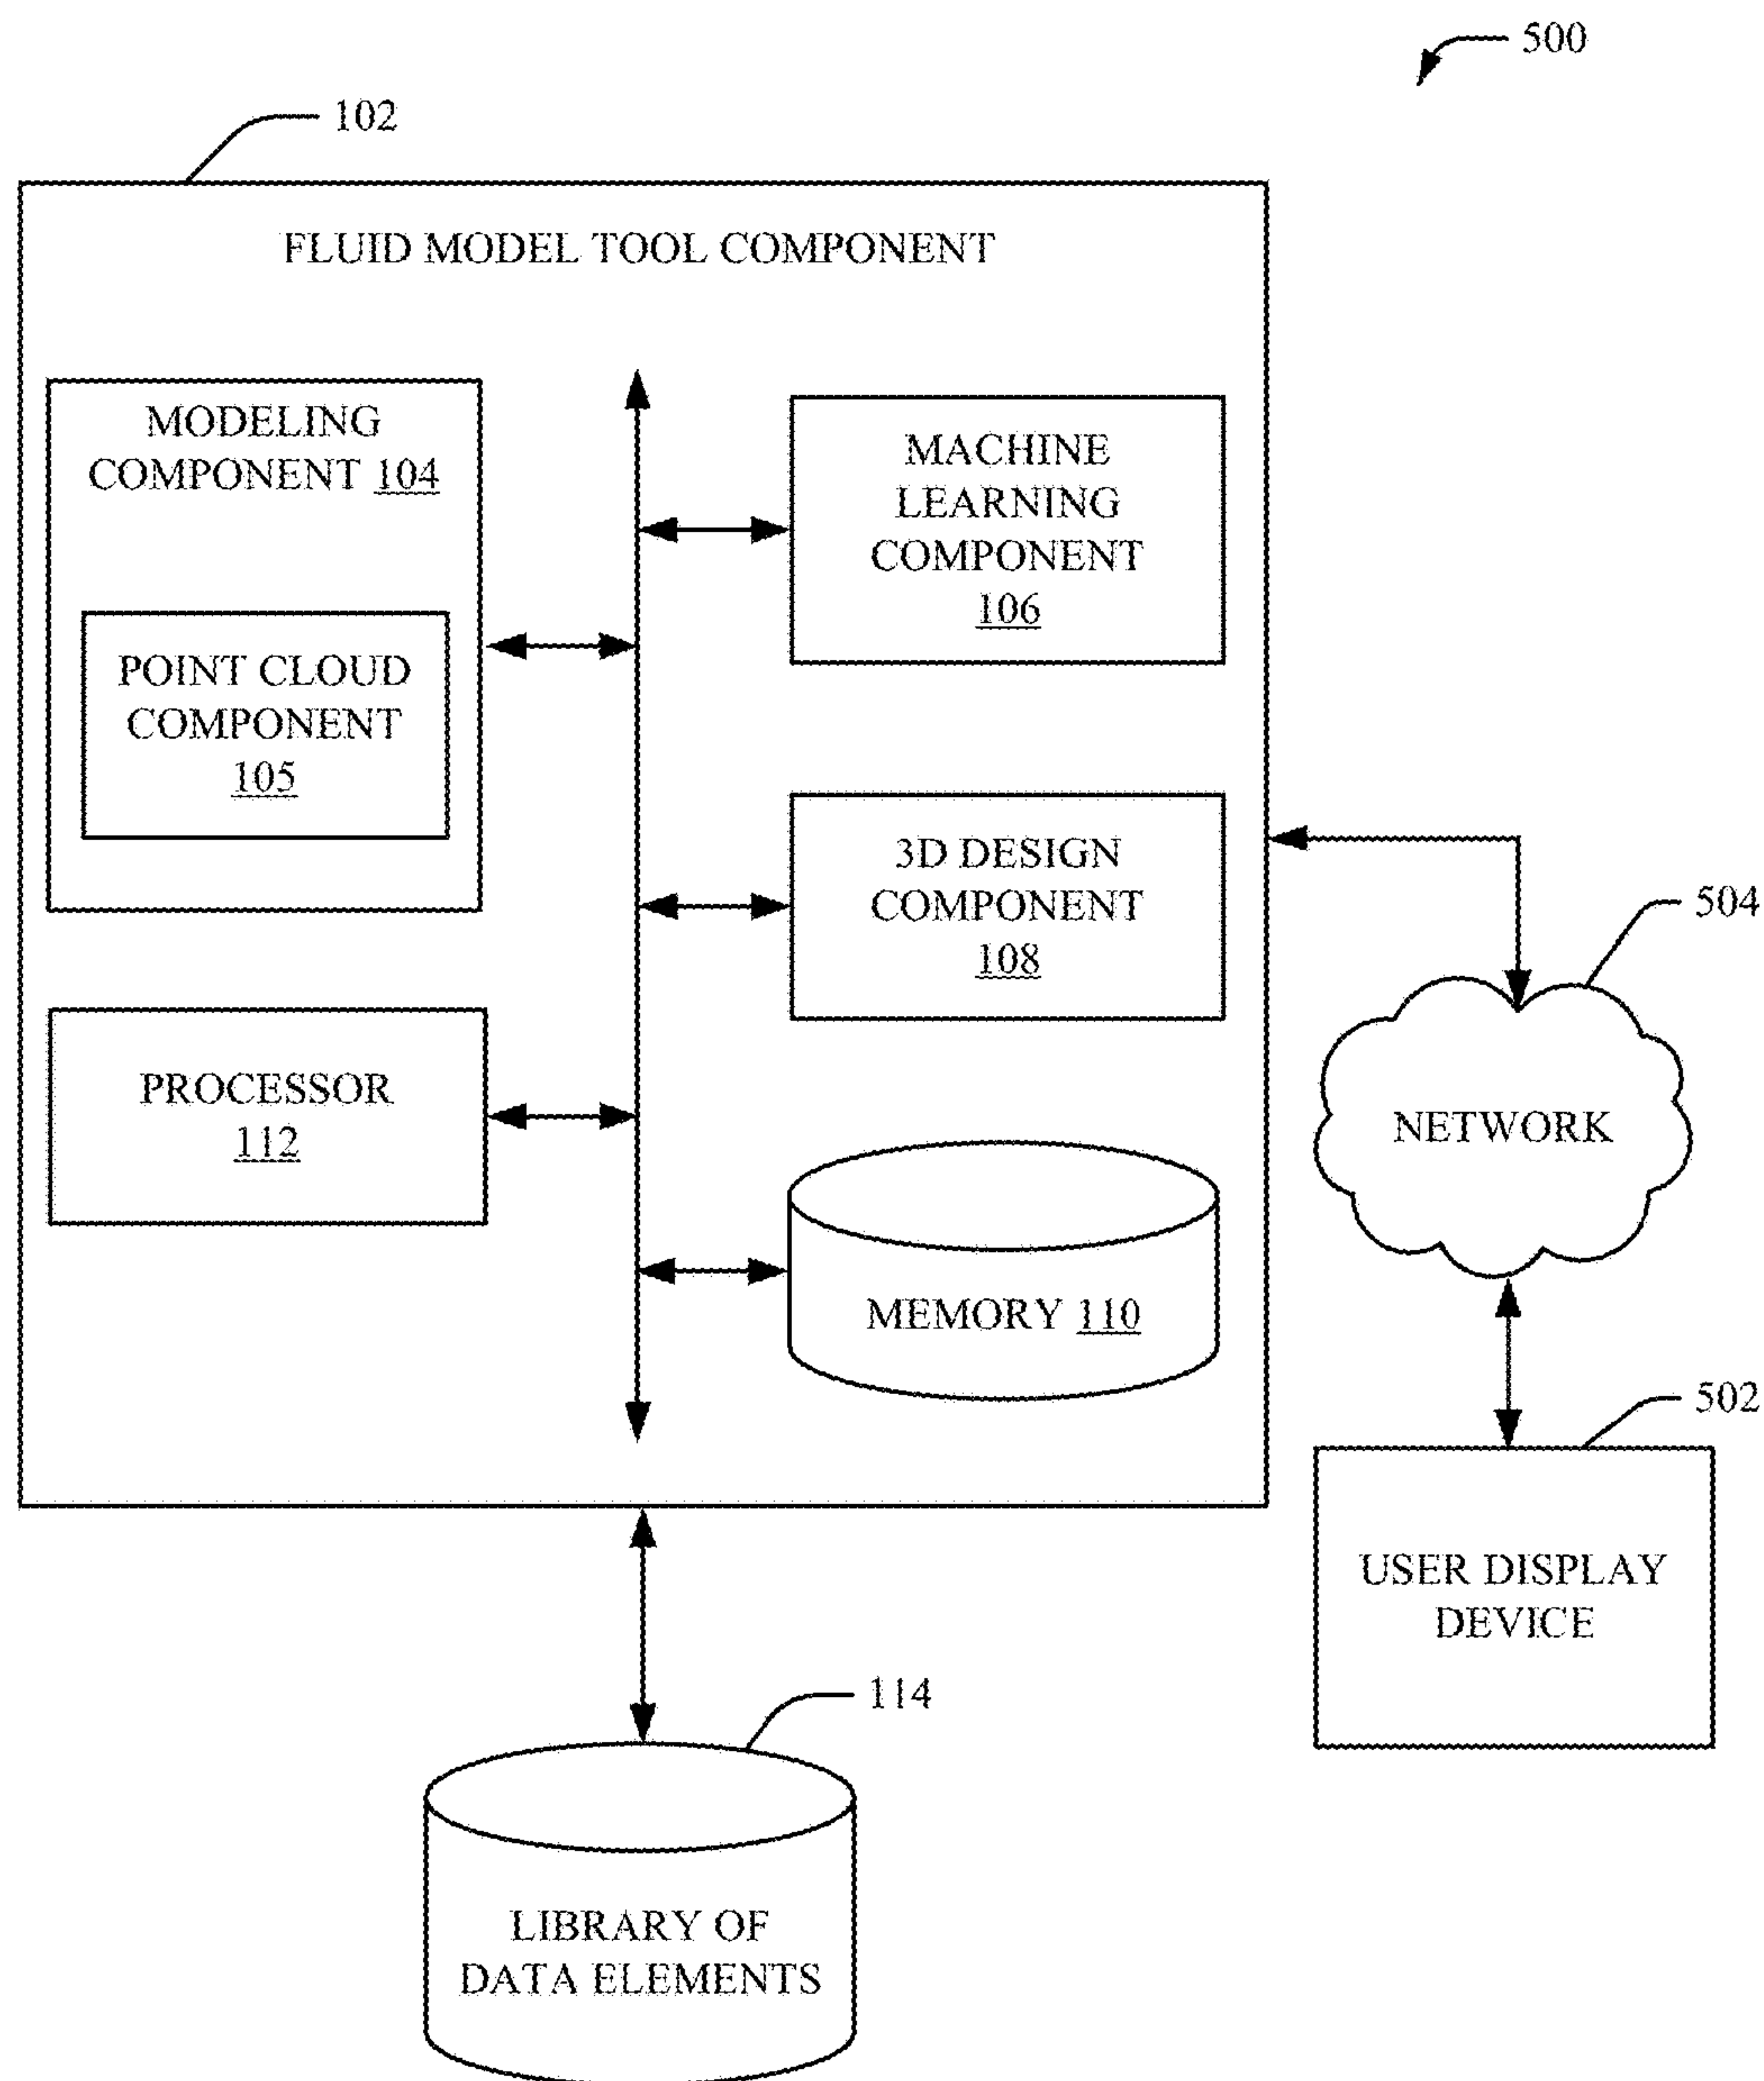 500
102
FLUID MODEL TOOL COMPONENT
MODELING
COMPONENT 104
POINT CLOUD
COMPONENT
105
MACHINE
LEARNING
COMPONENT
106
3D DESIGN
COMPONENT
108
PROCESSOR
112
MEMORY 110
504
NETWORK
502
USER DISPLAY
DEVICE
114
LIBRARY OF
DATA ELEMENTS